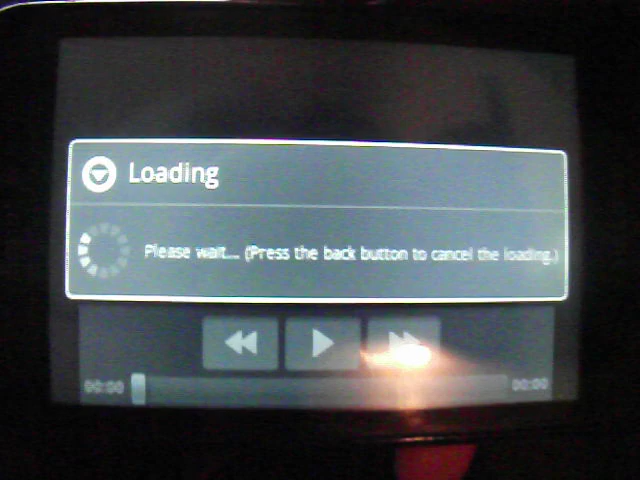 Loading
Please wait... (Press the back button to cancel the loading.)
00:00
00:00